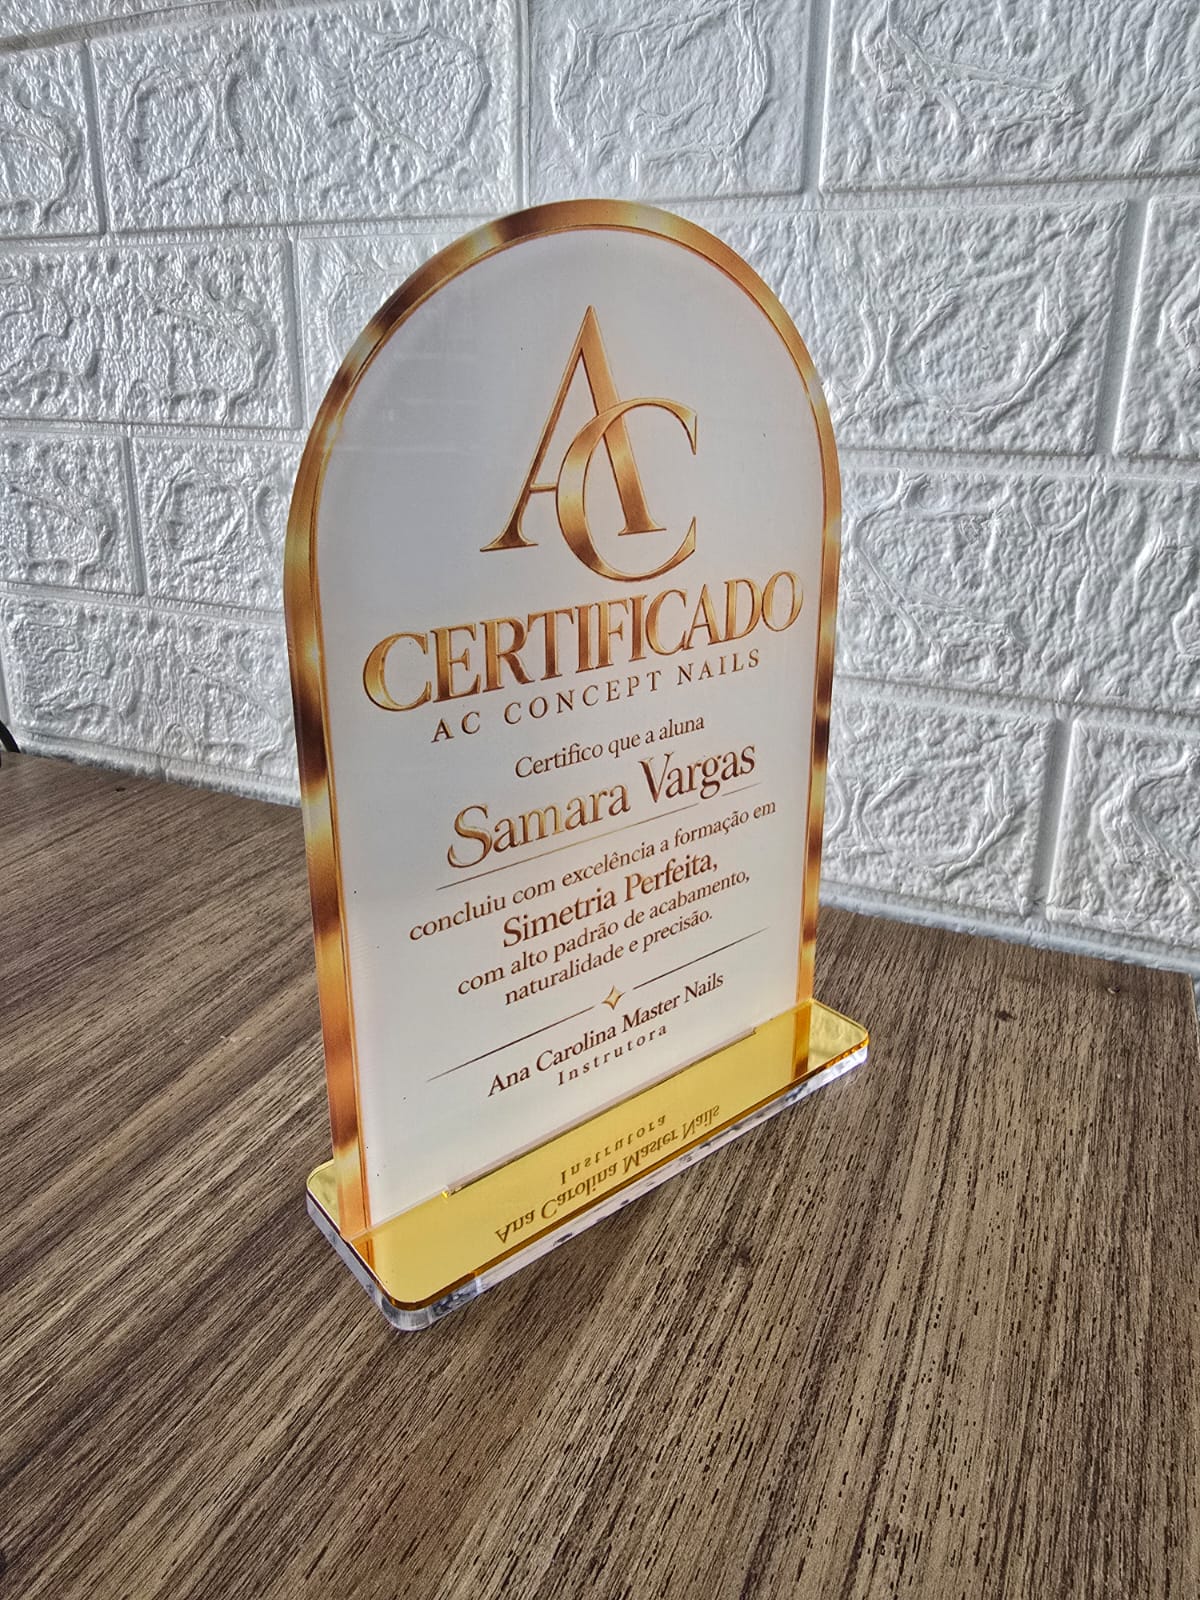 AC
CERTIFICADO
AC CONCEPT NAILS
Certifico que a aluna
Samara Vargas
concluiu com excelência a formação em
Simetria Perfeita,
com alto padrão de acabamento,
naturalidade e precisão.
Ana Carolina Master Nails
Instrutora